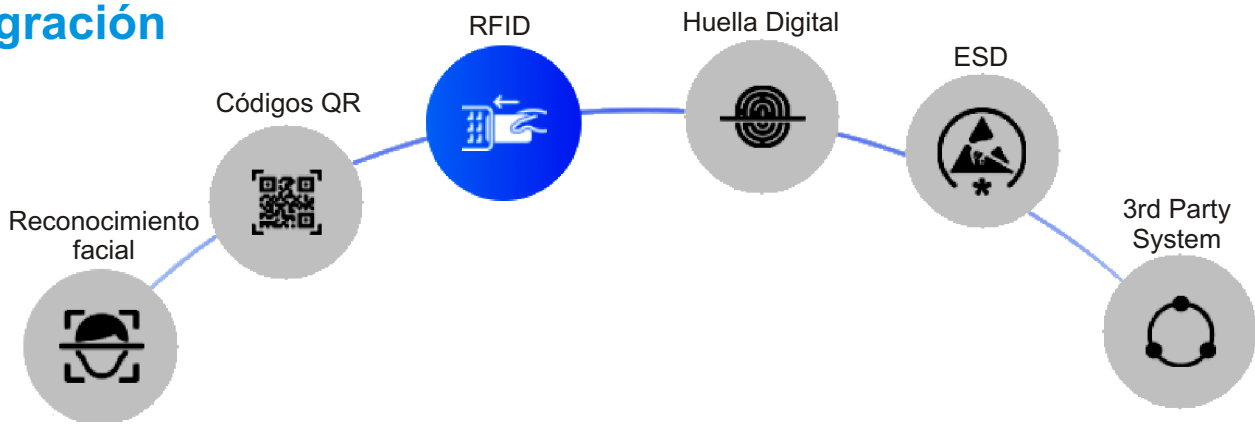 gración
Reconocimiento
facial
Códigos QR
RFID
Huella Digital
ESD
3rd Party
System